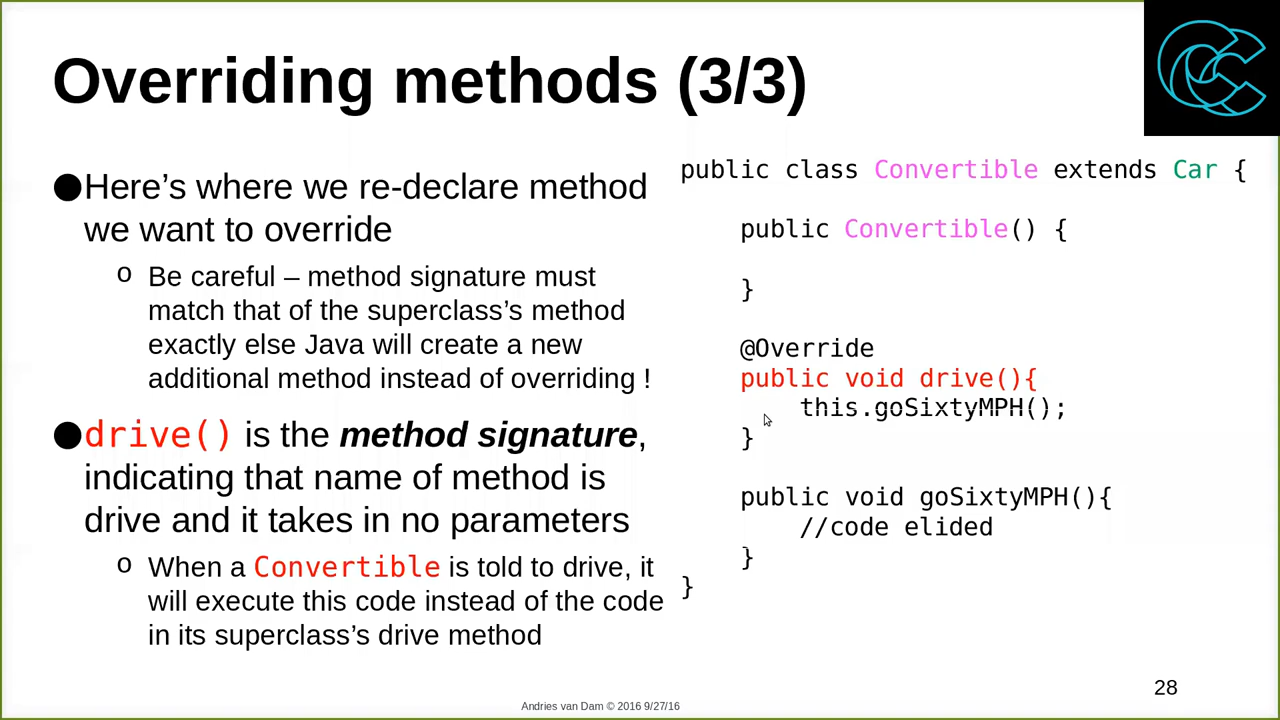 Overriding methods (3/3)
●Here’s where we re-declare method
we want to override
o Be careful – method signature must
match that of the superclass’s method
exactly else Java will create a new
additional method instead of overriding !
●drive() is the method signature,
indicating that name of method is
drive and it takes in no parameters
o When a Convertible is told to drive, it
will execute this code instead of the code
in its superclass’s drive method
public class Convertible extends Car {
public Convertible() {
}
@Override
public void drive(){
this.goSixtyMPH();
}
public void goSixtyMPH(){
//code elided
}
}
Andries van Dam © 2016 9/27/16
28